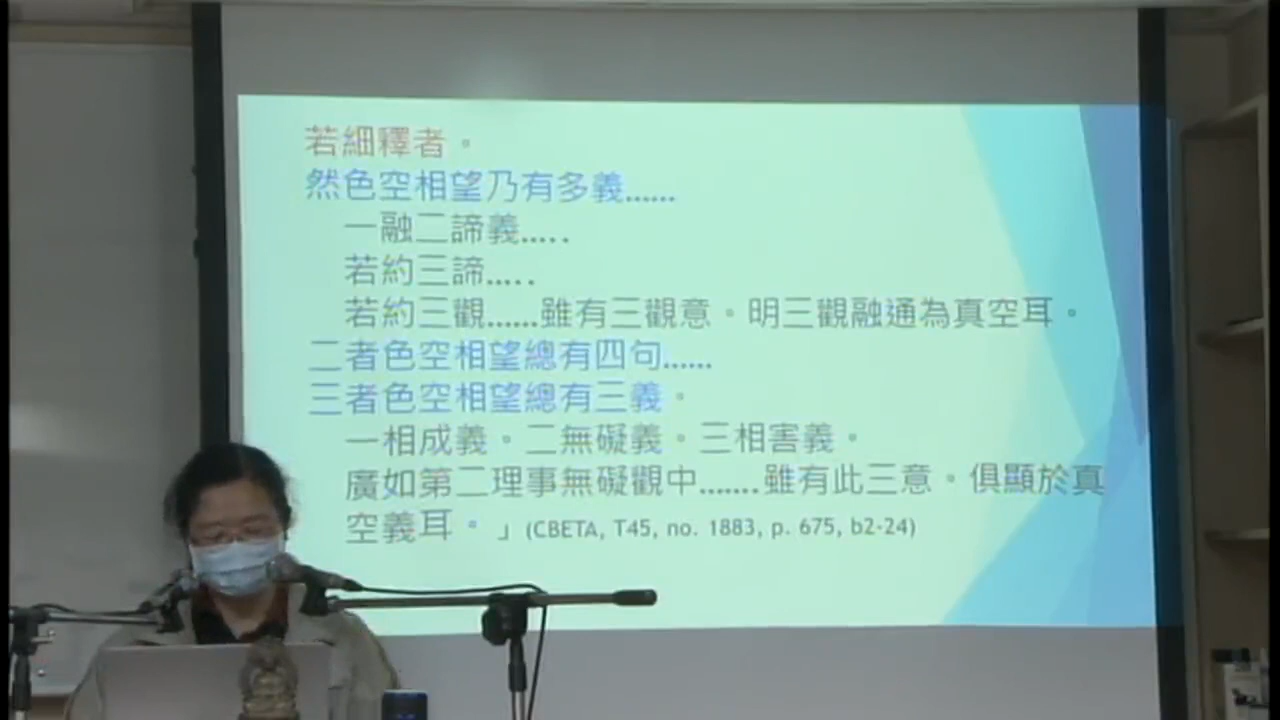 若細釋者。
然色空相望乃有多義......
一融二諦義.....
若約三諦.....
若約三觀......雖有三觀意。明三觀融通為真空耳。
二者色空相望總有四句......
三者色空相望總有三義。
一相成義。二無礙義。三相害義。
廣如第二理事無礙觀中.......雖有此三意。俱顯於真
空義耳。」(CBETA, T45, no. 1883, p. 675, b2-24)